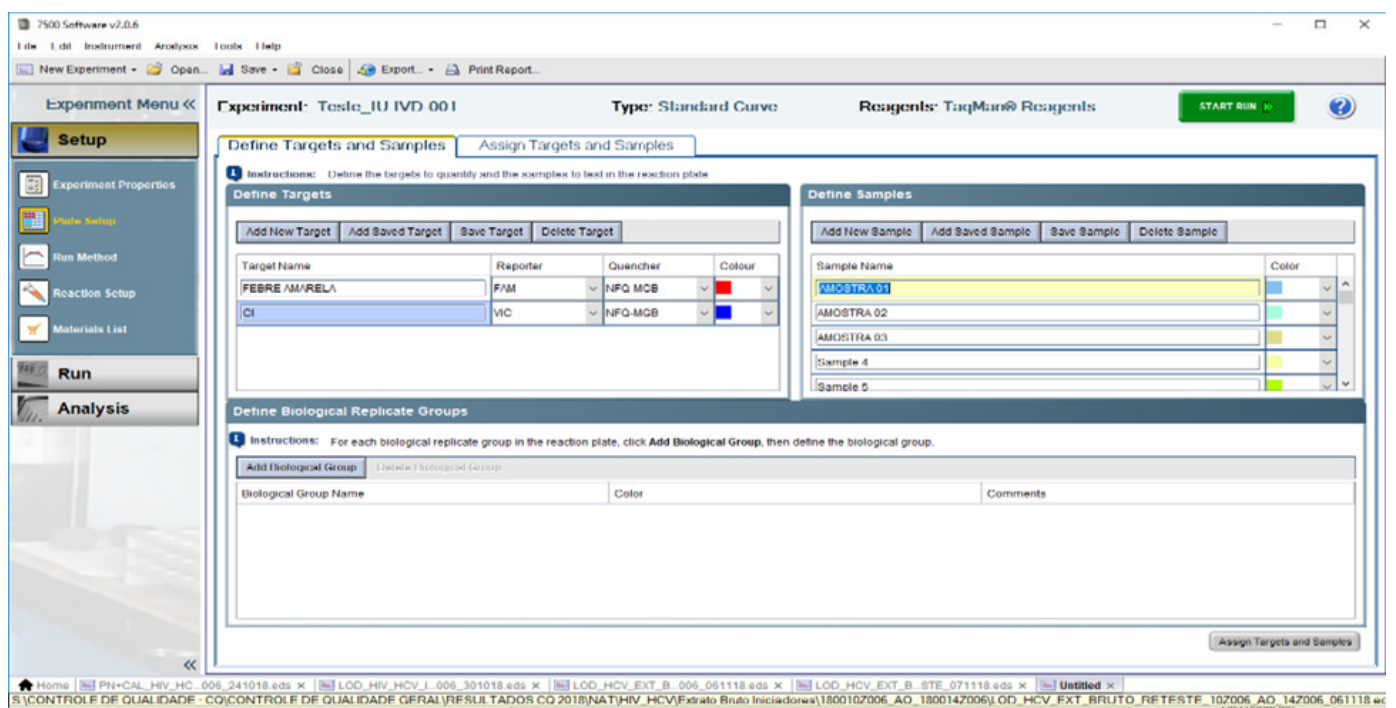 7500 Software v2.0.6
File Edit Instrument Analysis Tools Help
New Experiment Open... Save Close Export... Print Report...
Experiment Menu «
Experiment: Teste_IU IVD 001 Type: Standard Curve Reagents: TaqMan® Reagents START RUN
Setup
Define Targets and Samples Assign Targets and Samples
Instructions: Define the targets to quantify and the samples to test in the reaction plate
Experiment Properties
Define Targets Define Samples
Plate Setup
Add New Target Add Saved Target Save Target Delete Target Add New Sample Add Saved Sample Save Sample Delete Sample
Run Method
Target Name Reporter Quencher Colour Sample Name Color
Reaction Setup
FEBRE AMARELA FAM NFQ MGB AMOSTRA 01
CI VIC NFQ-MGB AMOSTRA 02
Materials List
AMOSTRA 03
Sample 4
Run
Sample 5
Analysis
Define Biological Replicate Groups
Instructions: For each biological replicate group in the reaction plate, click Add Biological Group, then define the biological group.
Add Biological Group Delete Biological Group
Biological Group Name Color Comments
Assign Targets and Samples
«
Home PN+CAL_HIV_HC...006_241018.eds × LOD_HIV_HCV_I...006_301018.eds × LOD_HCV_EXT_B...006_061118.eds × LOD_HCV_EXT_B...STE_071118.eds × Untitled ×
S:\CONTROLE DE QUALIDADE - CQ\CONTROLE DE QUALIDADE GERAL\RESULTADOS CQ 2018\NAT\HIV_HCV\Extrato Bruto Iniciadores\180010Z006_AO_180014Z006\LOD_HCV_EXT_BRUTO_RETESTE_10Z006_AO_14Z006_061118